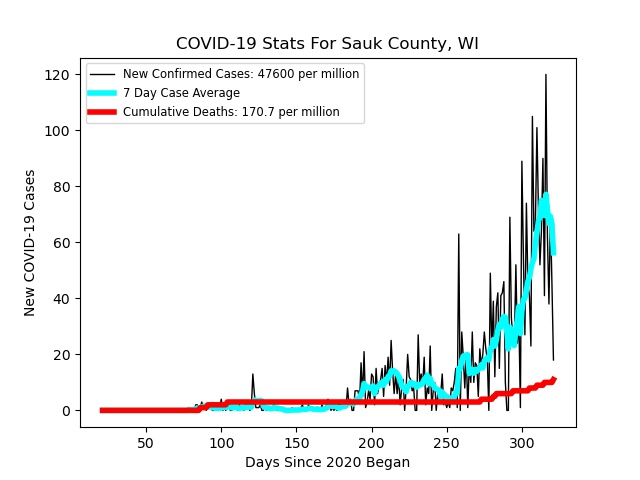 COVID-19 Stats For Sauk County, WI
New Confirmed Cases: 47600 per million
7 Day Case Average
Cumulative Deaths: 170.7 per million
New COVID-19 Cases
120
100
80
60
40
20
0
50 100 150 200 250 300
Days Since 2020 Began